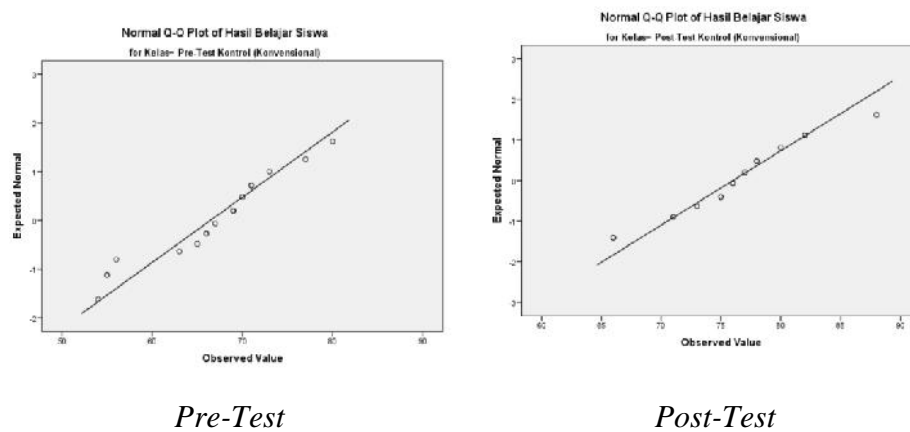 Normal Q-Q Plot of Hasil Belajar Siswa
for Kelas= Pre-Test Kontrol (Konvensional)
Expected Normal
3
2
1
0
-1
-2
50
60
70
80
90
Observed Value
Pre-Test
Normal Q-Q Plot of Hasil Belajar Siswa
for Kelas= Post-Test Kontrol (Konvensional)
Expected Normal
3
2
1
0
-1
-2
-3
60
65
70
75
80
85
90
Observed Value
Post-Test